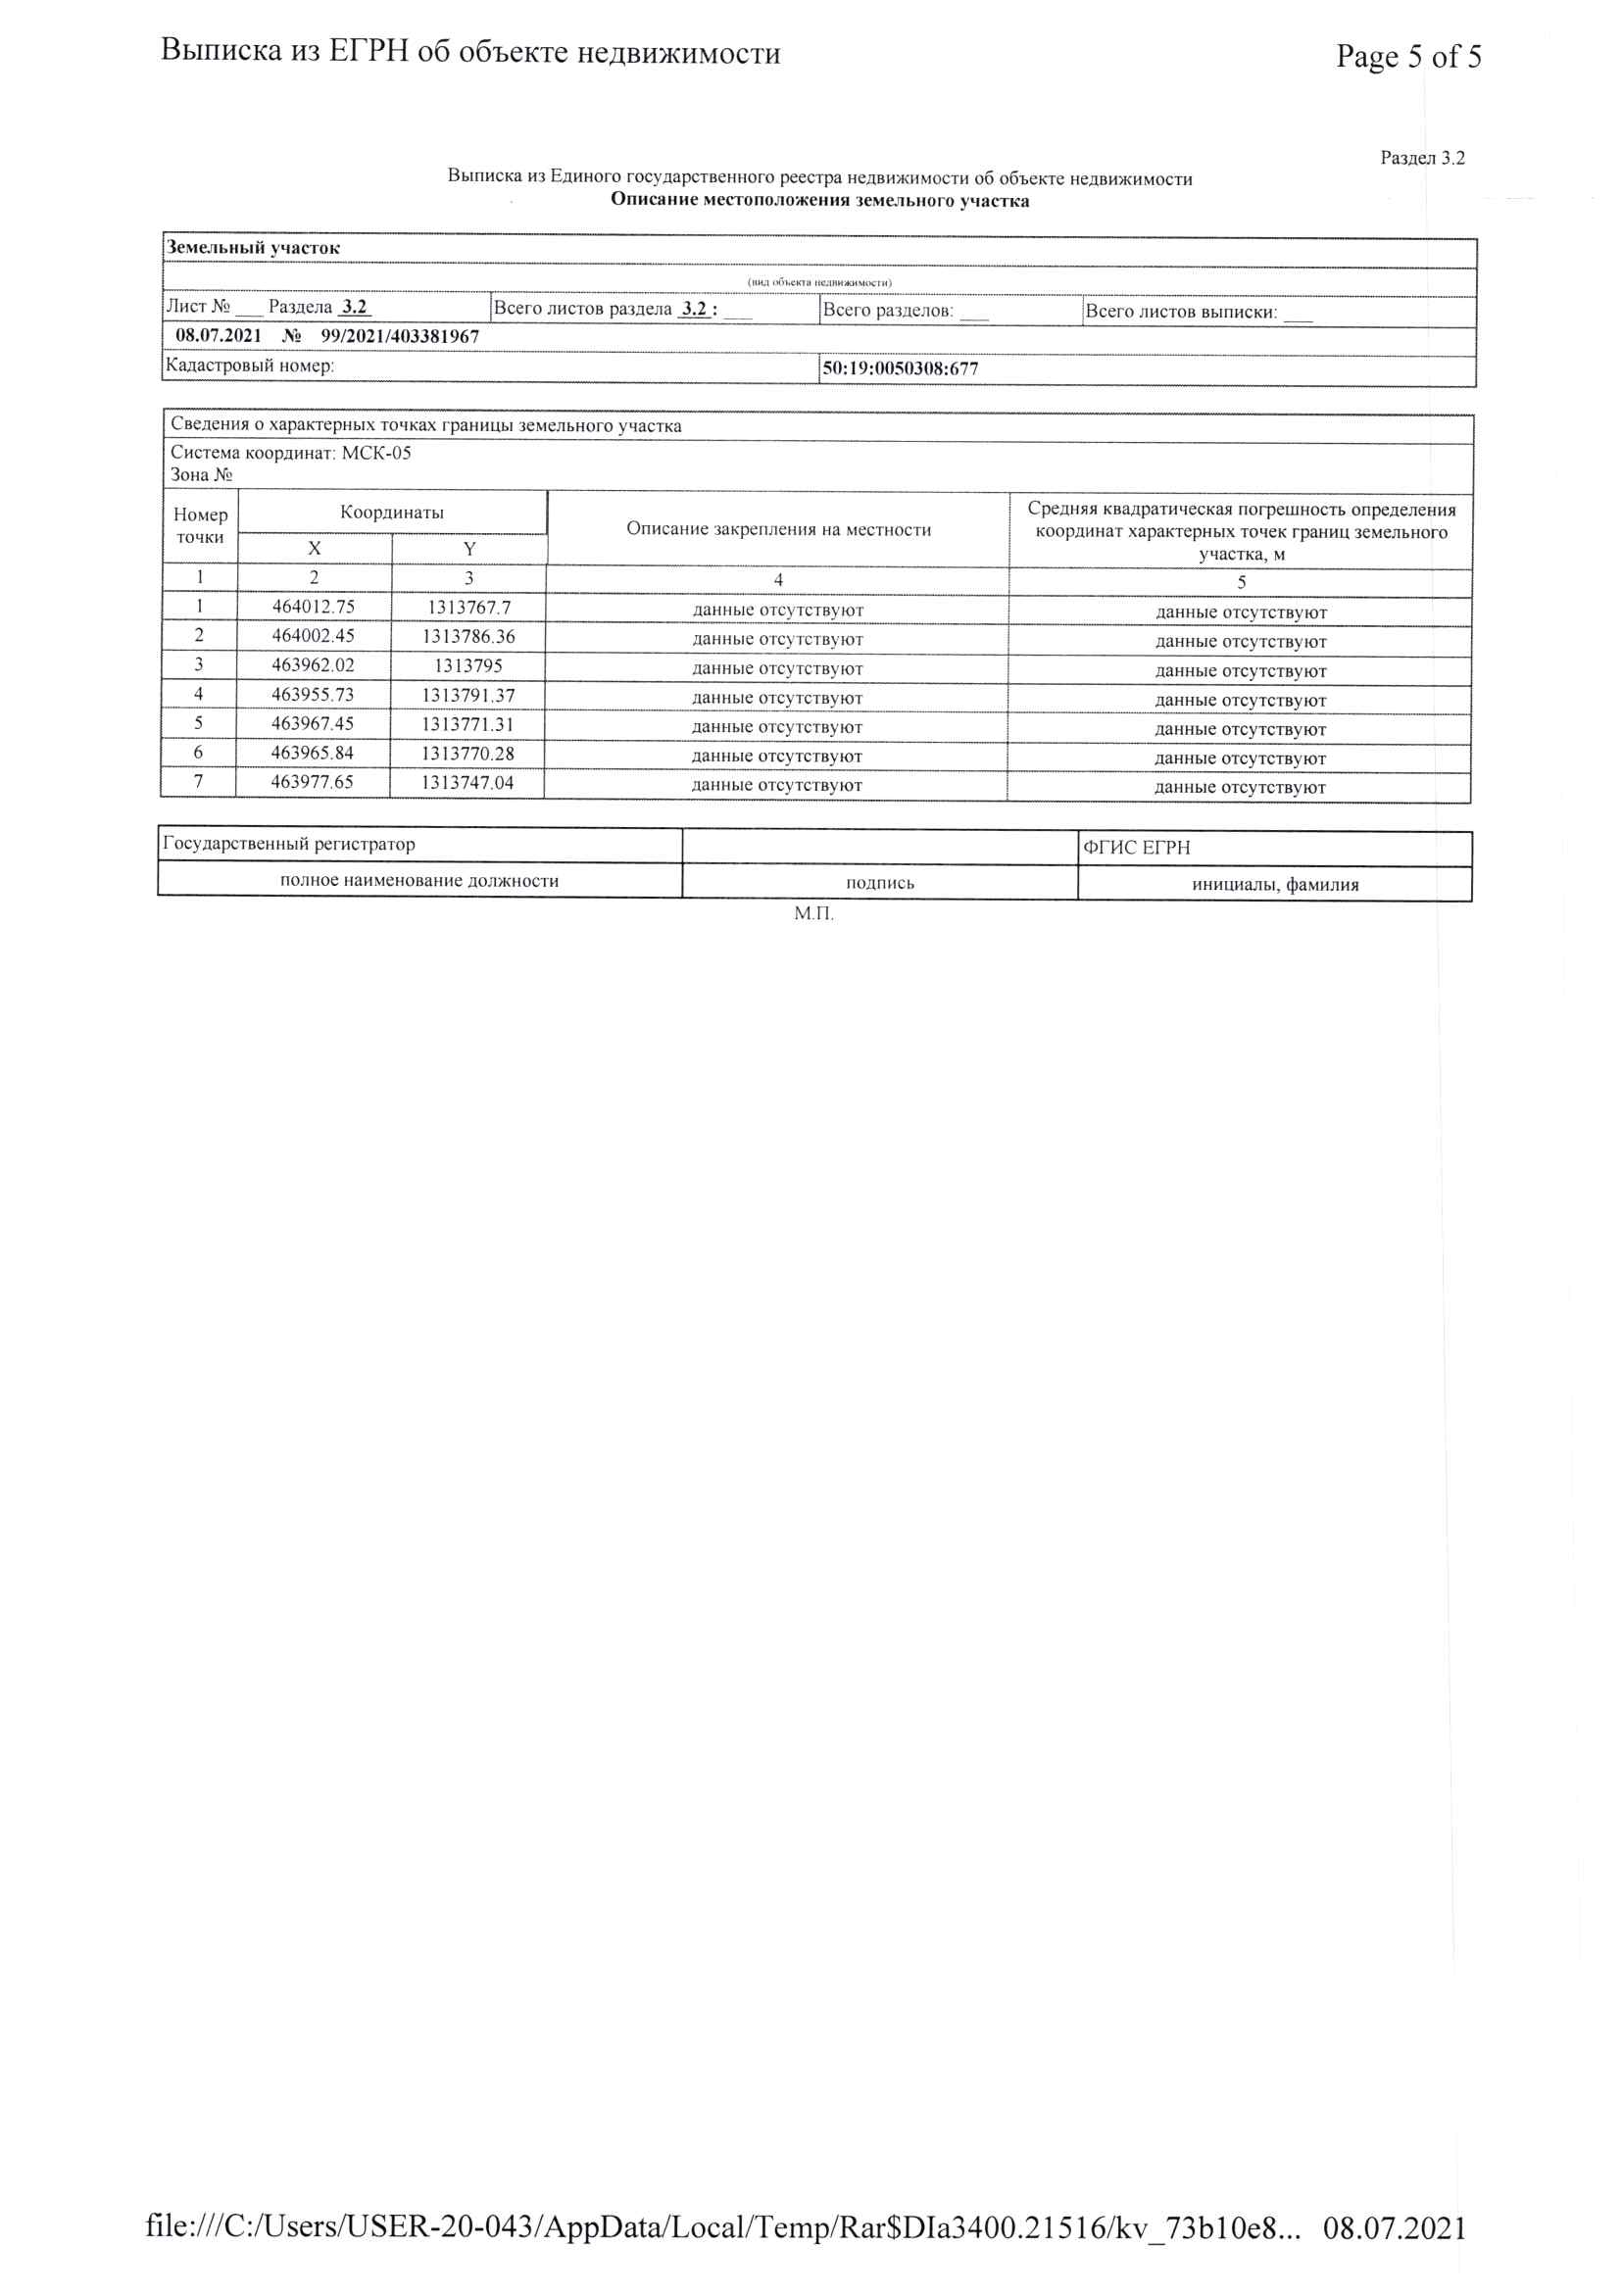 Выписка из ЕГРН об объекте недвижимости Page 5 of 5
Раздел 3.2
Выписка из Единого государственного реестра недвижимости об объекте недвижимости
Описание местоположения земельного участка
Земельный участок
(вид объекта недвижимости)
Лист № ___ Раздела 3.2 Всего листов раздела 3.2 : ___ Всего разделов: ___ Всего листов выписки: ___
08.07.2021 № 99/2021/403381967
Кадастровый номер: 50:19:0050308:677
Сведения о характерных точках границы земельного участка
Система координат: МСК-05
Зона №
Номер точки Координаты Описание закрепления на местности Средняя квадратическая погрешность определения координат характерных точек границ земельного участка, м
X Y
1 2 3 4 5
1 464012.75 1313767.7 данные отсутствуют данные отсутствуют
2 464002.45 1313786.36 данные отсутствуют данные отсутствуют
3 463962.02 1313795 данные отсутствуют данные отсутствуют
4 463955.73 1313791.37 данные отсутствуют данные отсутствуют
5 463967.45 1313771.31 данные отсутствуют данные отсутствуют
6 463965.84 1313770.28 данные отсутствуют данные отсутствуют
7 463977.65 1313747.04 данные отсутствуют данные отсутствуют
Государственный регистратор ФГИС ЕГРН
полное наименование должности подпись инициалы, фамилия
М.П.
file:///C:/Users/USER-20-043/AppData/Local/Temp/Rar$DIa3400.21516/kv_73b10e8... 08.07.2021